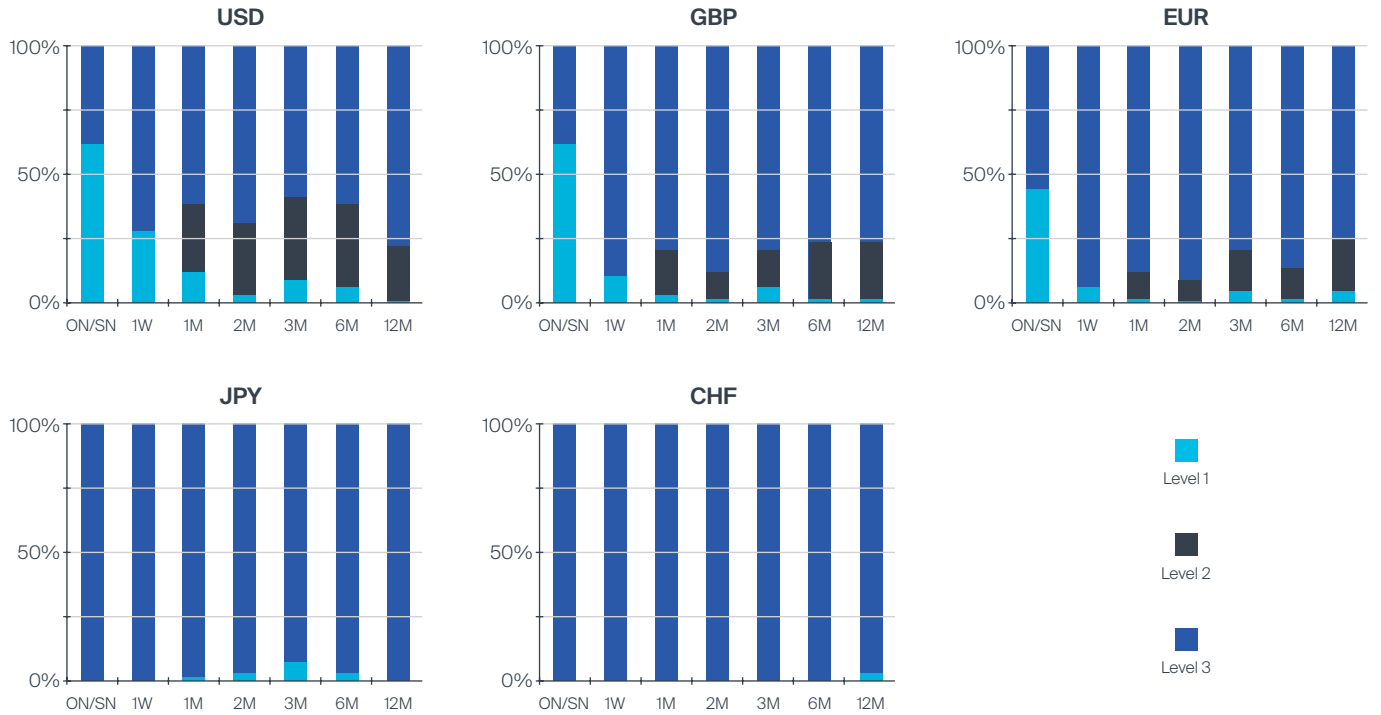 USD
100%
50%
0%
ON/SN 1W 1M 2M 3M 6M 12M
GBP
100%
50%
0%
ON/SN 1W 1M 2M 3M 6M 12M
EUR
100%
50%
0%
ON/SN 1W 1M 2M 3M 6M 12M
JPY
100%
50%
0%
ON/SN 1W 1M 2M 3M 6M 12M
CHF
100%
50%
0%
ON/SN 1W 1M 2M 3M 6M 12M
Level 1
Level 2
Level 3